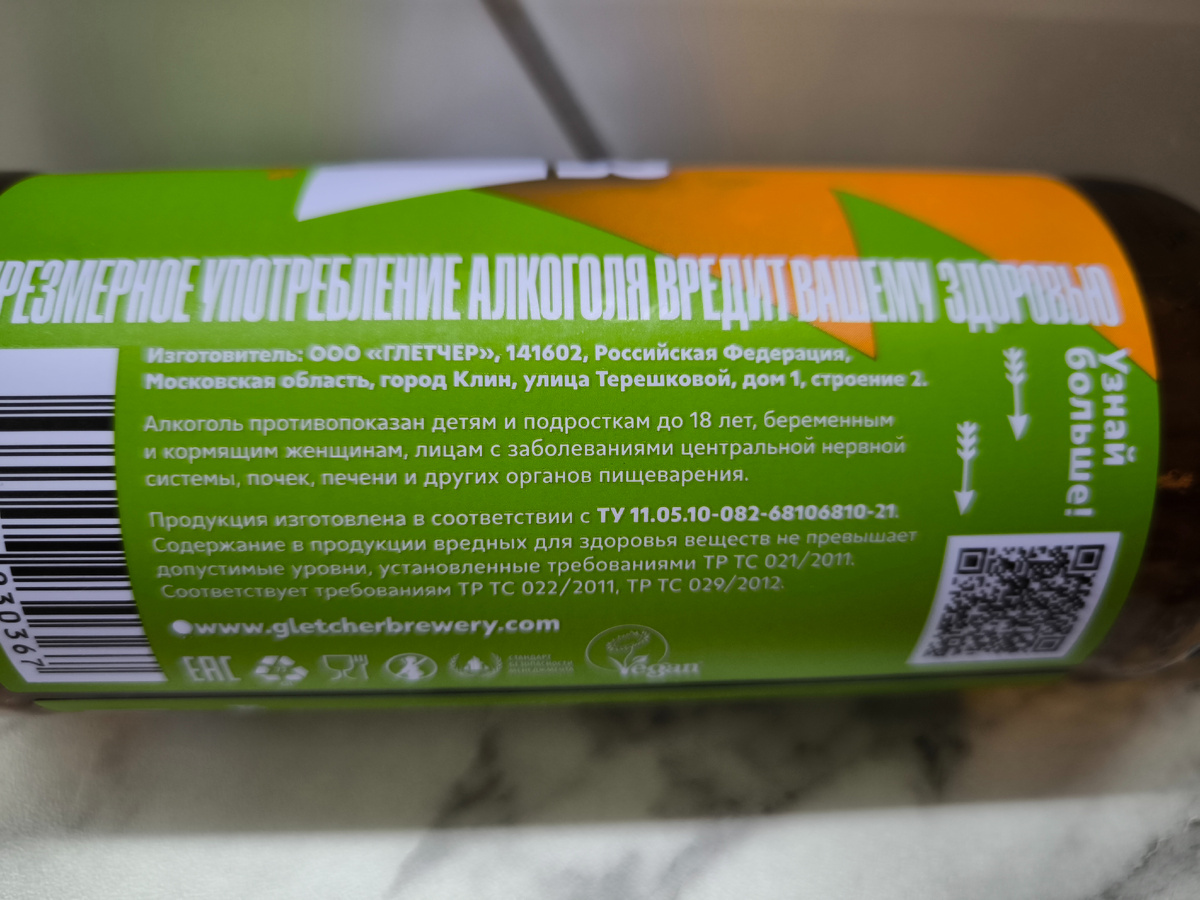 УПОТРЕБЛЕНИЕ АЛКОГОЛЯ ВРЕДИТ ВАШЕМУ ЗДОРОВЬЮ
Изготовитель: ООО «ГЛЕТЧЕР», 141602, Российская Федерация,
Московская область, город Клин, улица Терешковой, дом 1, строение 2.
Алкоголь противопоказан детям и подросткам до 18 лет, беременным
и кормящим женщинам, лицам с заболеваниями центральной нервной
системы, почек, печени и других органов пищеварения.
Продукция изготовлена в соответствии с ТУ 11.05.10-082-68106810-21.
Содержание в продукции вредных для здоровья веществ не превышает
допустимые уровни, установленные требованиями ТР ТС 021/2011.
Соответствует требованиям ТР ТС 022/2011, ТР ТС 029/2012.
www.gletcherbrewery.com
EAC
СТАНДАРТ
БЕЗОПАСНОСТИ
МЕНЕДЖМЕНТА
Vegan
Узнай
больше!
030367